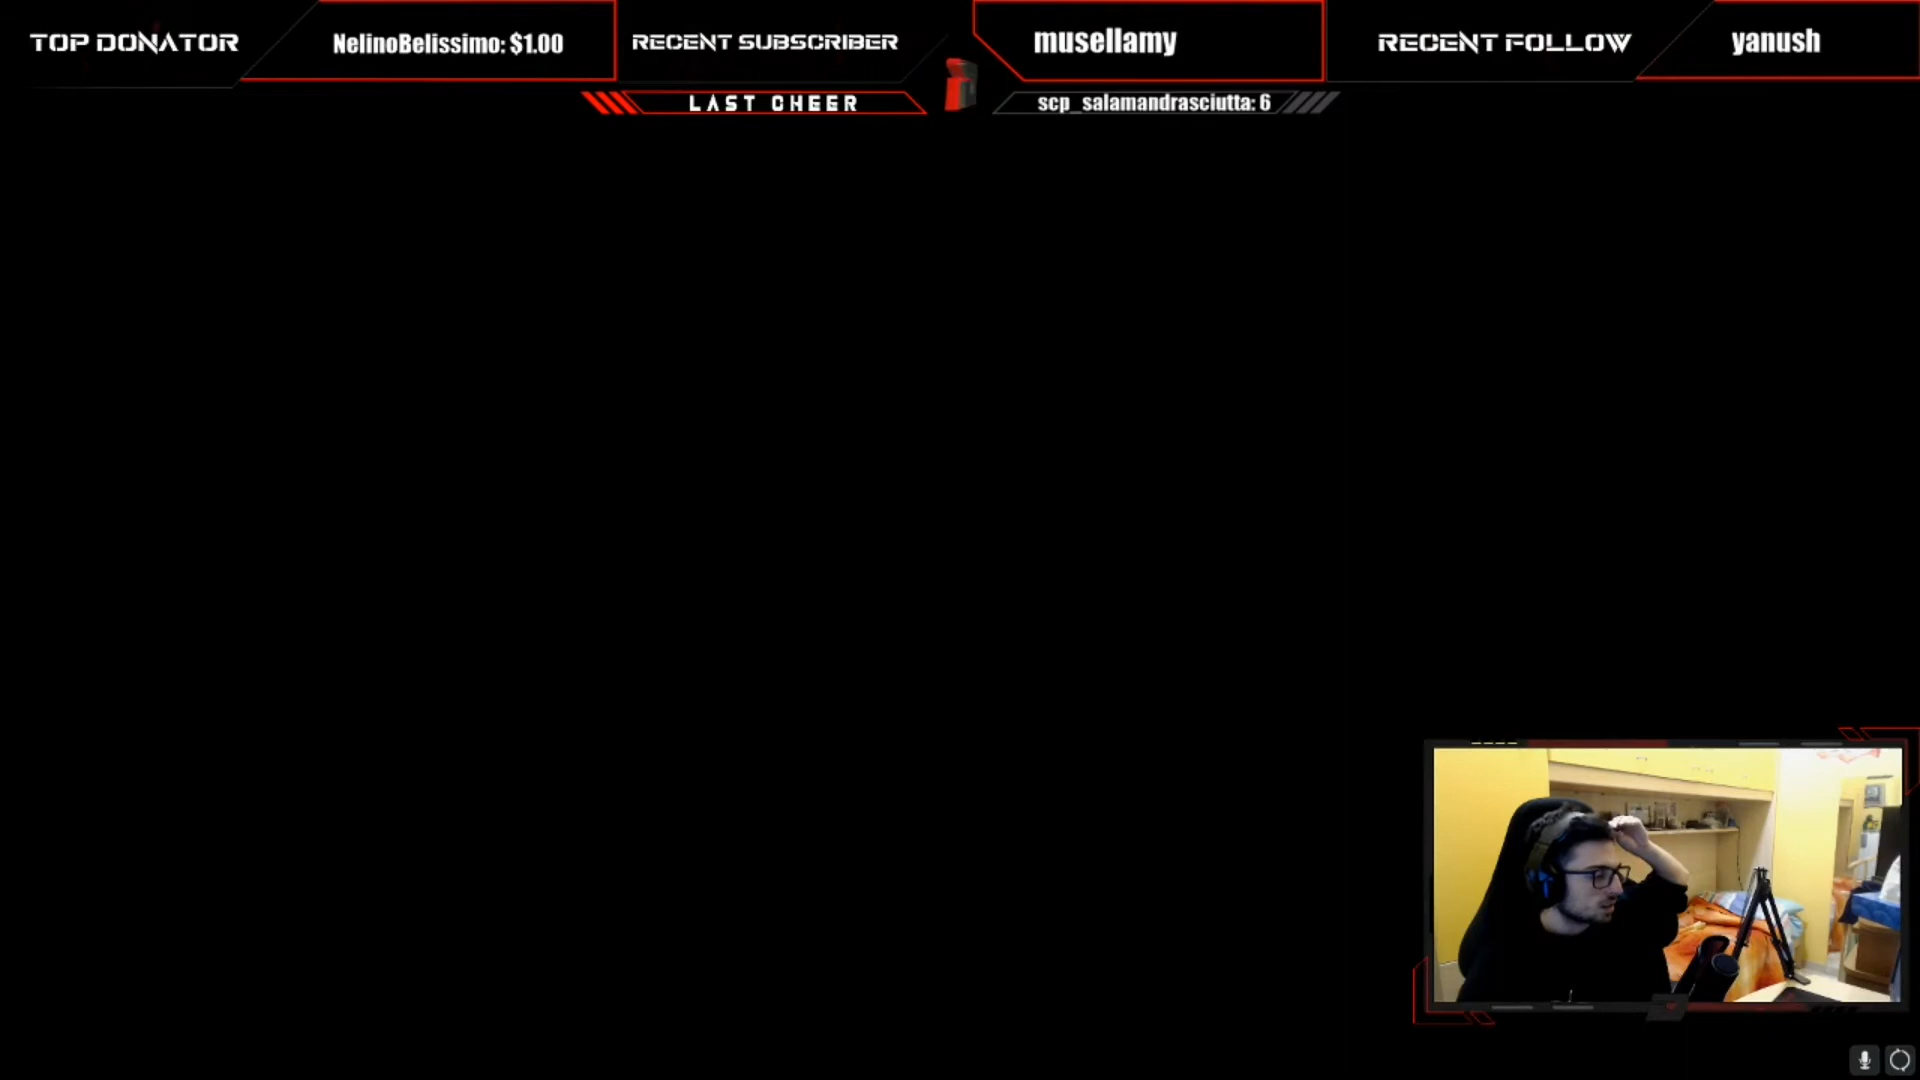 TOP DONATOR
NelinoBelissimo: $1.00
RECENT SUBSCRIBER
musellamy
RECENT FOLLOW
yanush
LAST CHEER
scp_salamandrasciutta: 6